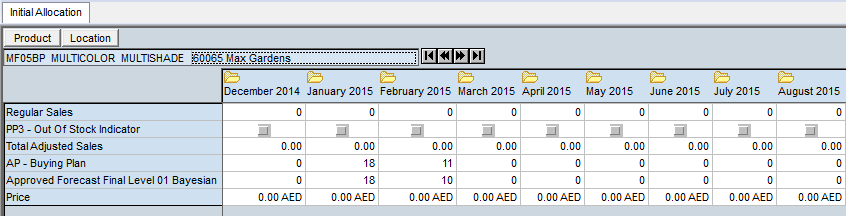 Initial Allocation
Product Location
MF05BP MULTICOLOR MULTISHADE 60065 Max Gardens
December 2014 January 2015 February 2015 March 2015 April 2015 May 2015 June 2015 July 2015 August 2015
Regular Sales 0 0 0 0 0 0 0 0 0
PP3 - Out Of Stock Indicator
Total Adjusted Sales 0.00 0.00 0.00 0.00 0.00 0.00 0.00 0.00 0.00
AP - Buying Plan 0 18 11 0 0 0 0 0 0
Approved Forecast Final Level 01 Bayesian 0 18 10 0 0 0 0 0 0
Price 0.00 AED 0.00 AED 0.00 AED 0.00 AED 0.00 AED 0.00 AED 0.00 AED 0.00 AED 0.00 AED